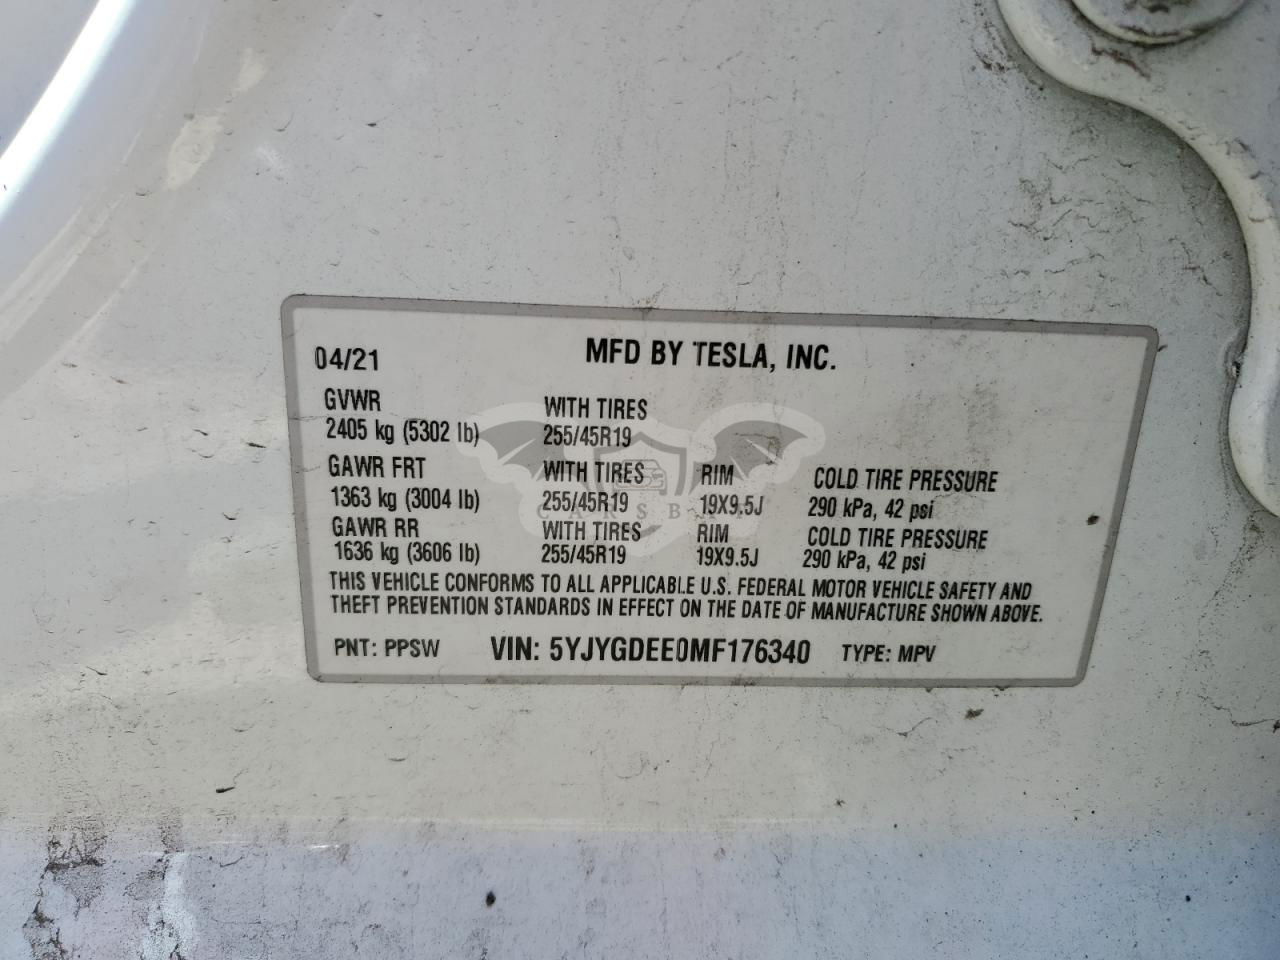 04/21 MFD BY TESLA, INC.
GVWR WITH TIRES
2405 kg (5302 lb) 255/45R19
GAWR FRT WITH TIRES RIM COLD TIRE PRESSURE
1363 kg (3004 lb) 255/45R19 19X9.5J 290 kPa, 42 psi
GAWR RR WITH TIRES RIM COLD TIRE PRESSURE
1636 kg (3606 lb) 255/45R19 19X9.5J 290 kPa, 42 psi
THIS VEHICLE CONFORMS TO ALL APPLICABLE U.S. FEDERAL MOTOR VEHICLE SAFETY AND
THEFT PREVENTION STANDARDS IN EFFECT ON THE DATE OF MANUFACTURE SHOWN ABOVE.
PNT: PPSW VIN: 5YJYGDEE0MF176340 TYPE: MPV